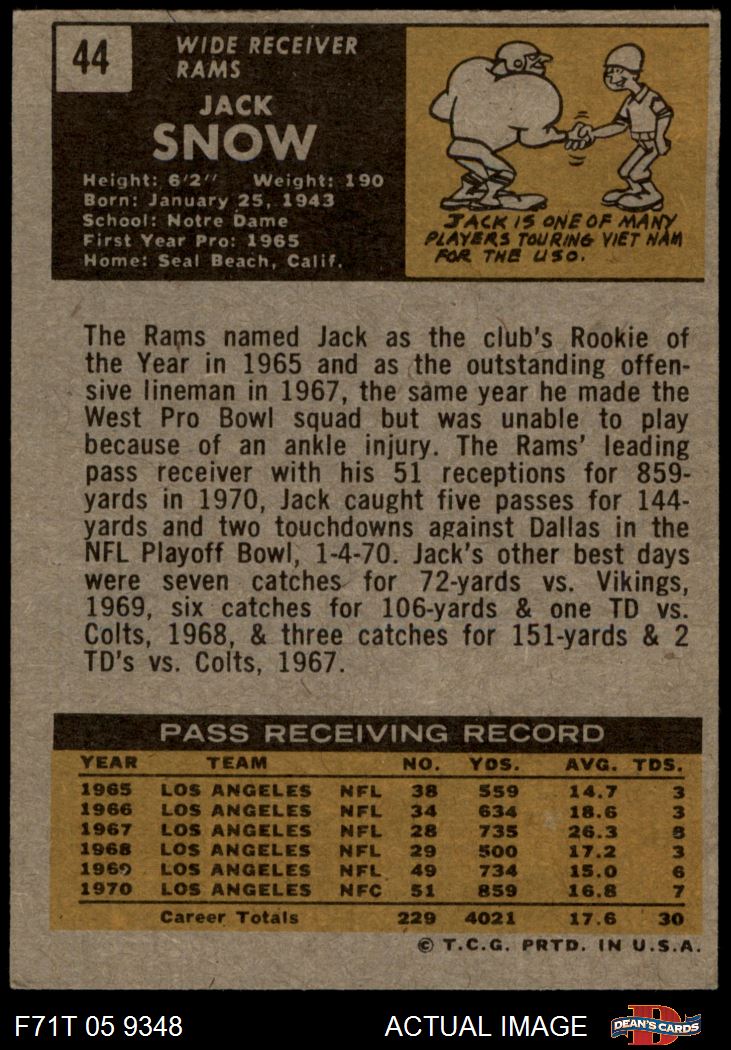 44
WIDE RECEIVER
RAMS
JACK
SNOW
Height: 6'2" Weight: 190
Born: January 25, 1943
School: Notre Dame
First Year Pro: 1965
Home: Seal Beach, Calif.
JACK IS ONE OF MANY
PLAYERS TOURING VIET NAM
FOR THE USO.
The Rams named Jack as the club's Rookie of
the Year in 1965 and as the outstanding offen-
sive lineman in 1967, the same year he made the
West Pro Bowl squad but was unable to play
because of an ankle injury. The Rams' leading
pass receiver with his 51 receptions for 859-
yards in 1970, Jack caught five passes for 144-
yards and two touchdowns against Dallas in the
NFL Playoff Bowl, 1-4-70. Jack's other best days
were seven catches for 72-yards vs. Vikings,
1969, six catches for 106-yards & one TD vs.
Colts, 1968, & three catches for 151-yards & 2
TD's vs. Colts, 1967.
PASS RECEIVING RECORD
YEAR TEAM NO. YDS. AVG. TDS.
1965 LOS ANGELES NFL 38 559 14.7 3
1966 LOS ANGELES NFL 34 634 18.6 3
1967 LOS ANGELES NFL 28 735 26.3 8
1968 LOS ANGELES NFL 29 500 17.2 3
1969 LOS ANGELES NFL 49 734 15.0 6
1970 LOS ANGELES NFC 51 859 16.8 7
Career Totals 229 4021 17.6 30
© T.C.G. PRTD. IN U.S.A.
F71T 05 9348 ACTUAL IMAGE D DEAN'S CARDS